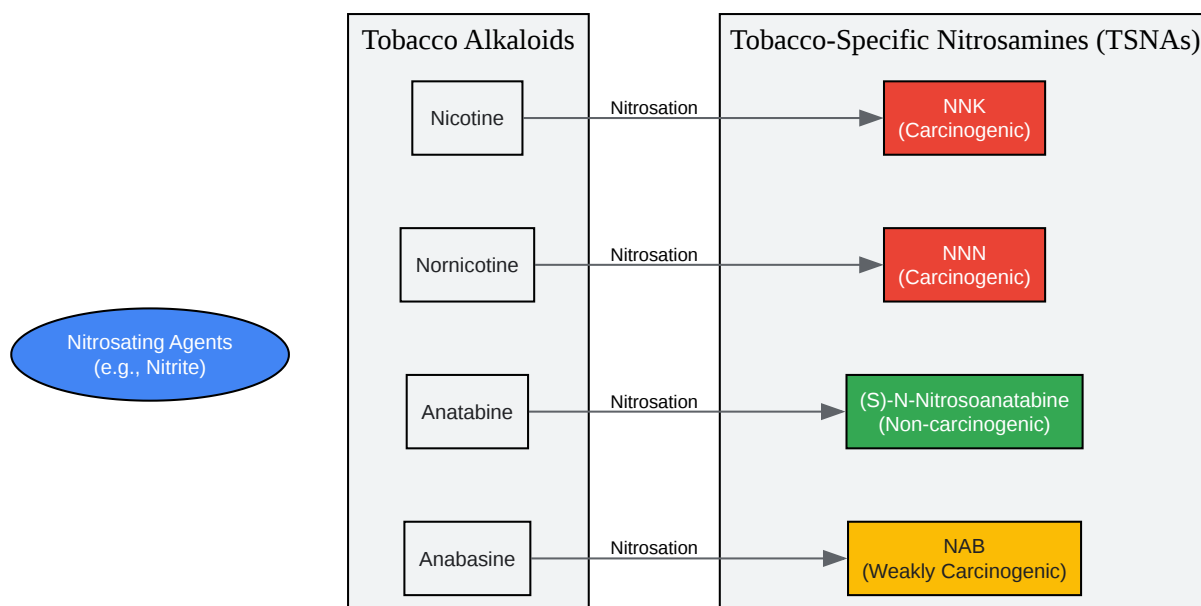 Tobacco Alkaloids
Tobacco-Specific Nitrosamines (TSNAs)
Nicotine
Nitrosation
NNK
(Carcinogenic)
Nornicotine
Nitrosation
NNN
(Carcinogenic)
Nitrosating Agents
(e.g., Nitrite)
Anatabine
Nitrosation
(S)-N-Nitrosoanatabine
(Non-carcinogenic)
Anabasine
Nitrosation
NAB
(Weakly Carcinogenic)